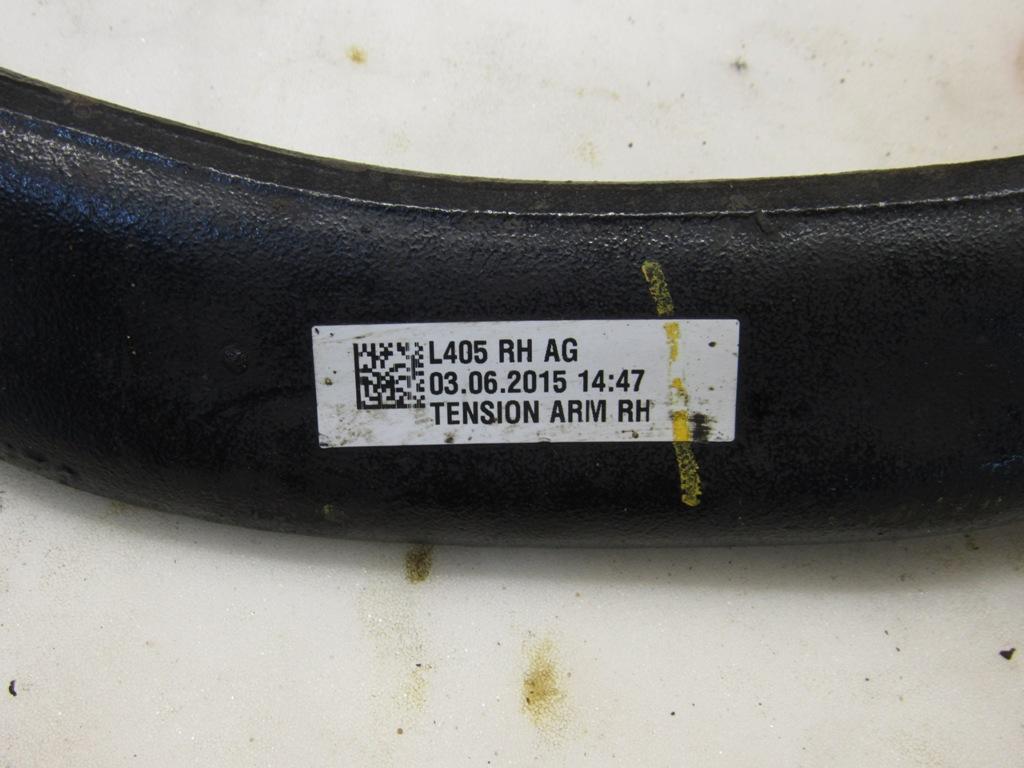 L405 RH AG
03.06.2015 14:47
TENSION ARM RH